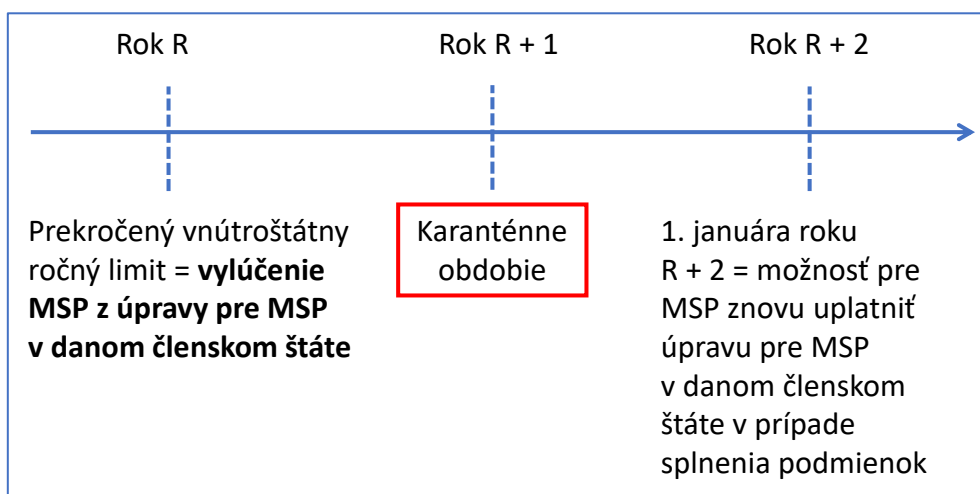 Rok R
Rok R + 1
Rok R + 2
Prekročený vnútroštátny
ročný limit = vylúčenie
MSP z úpravy pre MSP
v danom členskom štáte
Karanténne
obdobie
1. januára roku
R + 2 = možnosť pre
MSP znovu uplatniť
úpravu pre MSP
v danom členskom
štáte v prípade
splnenia podmienok